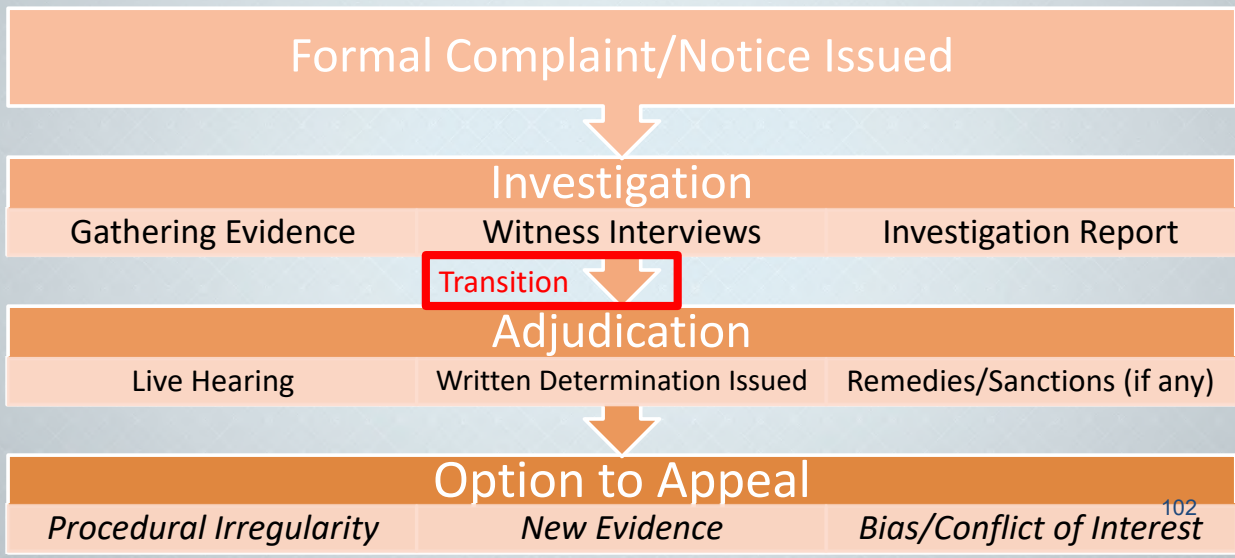 Formal Complaint/Notice Issued
Investigation
Gathering Evidence
Witness Interviews
Investigation Report
Transition
Adjudication
Live Hearing
Written Determination Issued
Remedies/Sanctions (if any)
Option to Appeal
Procedural Irregularity
New Evidence
Bias/Conflict of Interest
102